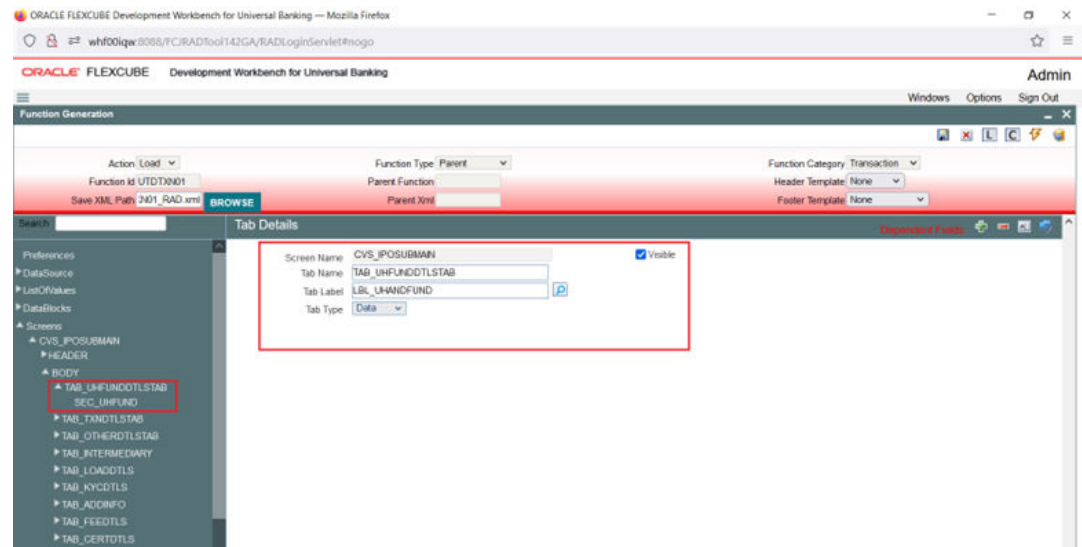 ORACLE FLEXCUBE Development Workbench for Universal Banking — Mozilla Firefox
whf00iqw:8088/FCJRADTool142GA/RADLoginServlet#nogo
ORACLE FLEXCUBE Development Workbench for Universal Banking
Admin
Windows Options Sign Out
Function Generation
L C
Action Load Function Type Parent Function Category Transaction
Function Id UTDTXN01 Parent Function Header Template None
Save XML Path N01_RAD.xml BROWSE Parent Xml Footer Template None
Search Tab Details Dependent Fields
Preferences
DataSource
ListOfValues
DataBlocks
Screens
CVS_IPOSUBMAIN
HEADER
BODY
TAB_UHFUNDDTLSTAB
SEC_UHFUND
TAB_TXNDTLSTAB
TAB_OTHERDTLSTAB
TAB_INTERMEDIARY
TAB_LOADDTLS
TAB_KYCDTLS
TAB_ADDINFO
TAB_FEEDTLS
TAB_CERTDTLS
Screen Name CVS_IPOSUBMAIN Visible
Tab Name TAB_UHFUNDDTLSTAB
Tab Label LBL_UHANDFUND
Tab Type Data